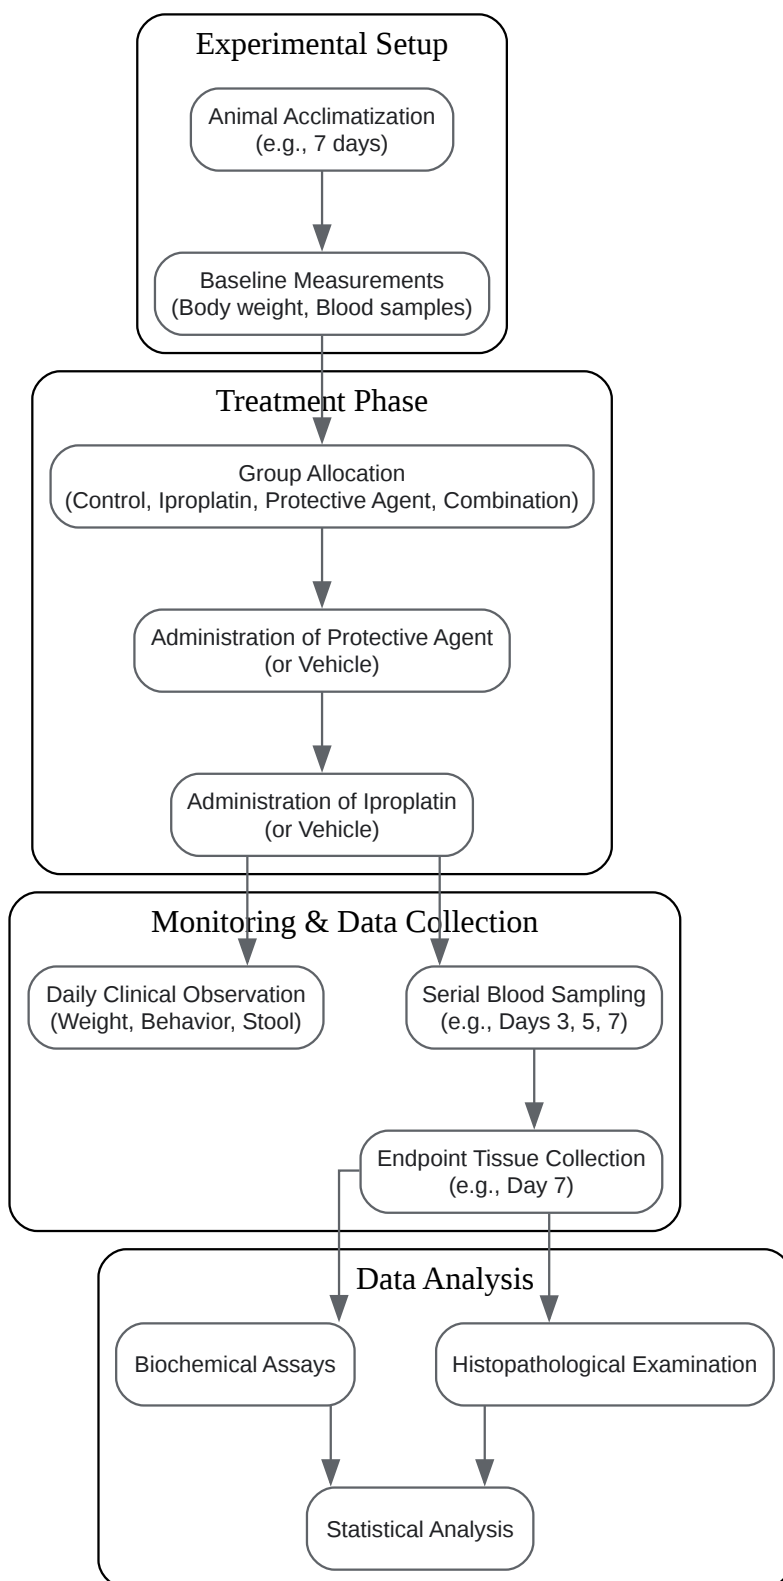 Experimental Setup
Animal Acclimatization
(e.g., 7 days)
Baseline Measurements
(Body weight, Blood samples)
Treatment Phase
Group Allocation
(Control, Iproplatin, Protective Agent, Combination)
Administration of Protective Agent
(or Vehicle)
Administration of Iproplatin
(or Vehicle)
Monitoring & Data Collection
Daily Clinical Observation
(Weight, Behavior, Stool)
Serial Blood Sampling
(e.g., Days 3, 5, 7)
Endpoint Tissue Collection
(e.g., Day 7)
Data Analysis
Biochemical Assays
Histopathological Examination
Statistical Analysis